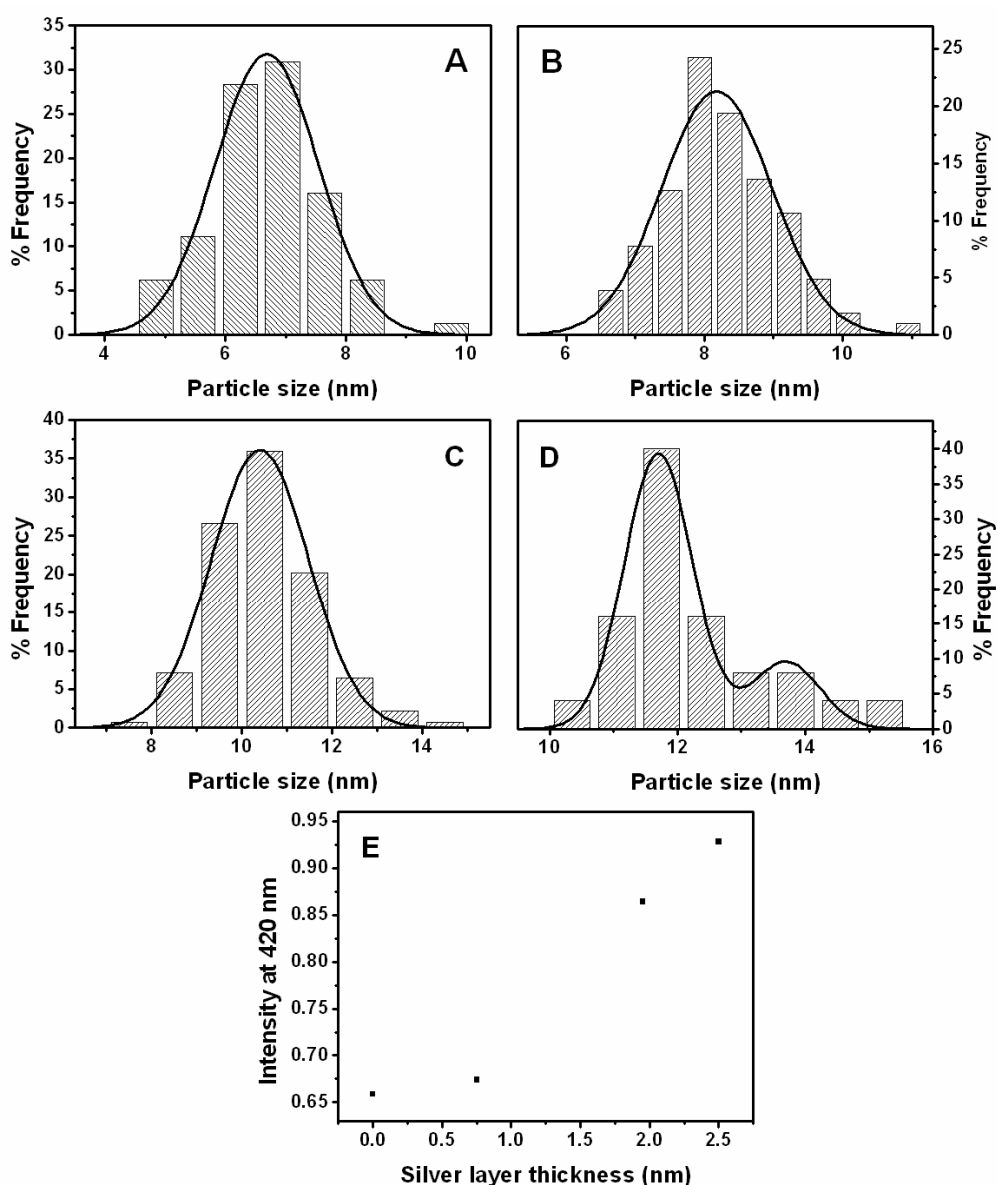 A
% Frequency
35
30
25
20
15
10
5
0
4 6 8 10
Particle size (nm)
B
25
20
15
10
5
0
% Frequency
6 8 10
Particle size (nm)
C
% Frequency
40
35
30
25
20
15
10
5
0
8 10 12 14
Particle size (nm)
D
40
35
30
25
20
15
10
5
0
% Frequency
10 12 14 16
Particle size (nm)
E
Intensity at 420 nm
0.95
0.90
0.85
0.80
0.75
0.70
0.65
0.0 0.5 1.0 1.5 2.0 2.5
Silver layer thickness (nm)